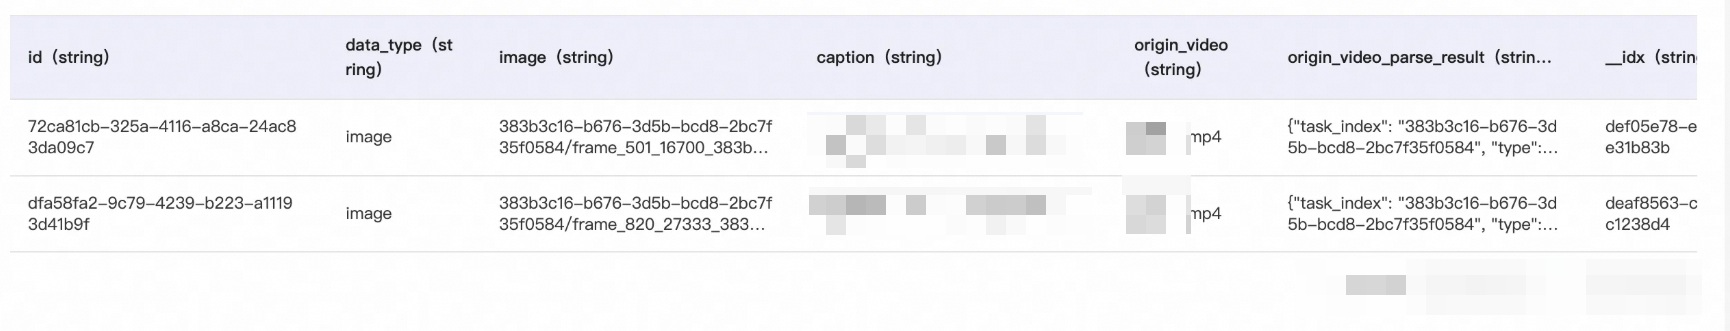 id（string）
data_type（st
ring）
image（string）
caption（string）
origin_video
（string）
origin_video_parse_result（strin...
__idx（strin
72ca81cb-325a-4116-a8ca-24ac8
3da09c7
image
383b3c16-b676-3d5b-bcd8-2bc7f
35f0584/frame_501_16700_383b...
mp4
{"task_index": "383b3c16-b676-3d
5b-bcd8-2bc7f35f0584", "type":...
def05e78-e
e31b83b
dfa58fa2-9c79-4239-b223-a1119
3d41b9f
image
383b3c16-b676-3d5b-bcd8-2bc7f
35f0584/frame_820_27333_383...
mp4
{"task_index": "383b3c16-b676-3d
5b-bcd8-2bc7f35f0584", "type":...
deaf8563-c
c1238d4